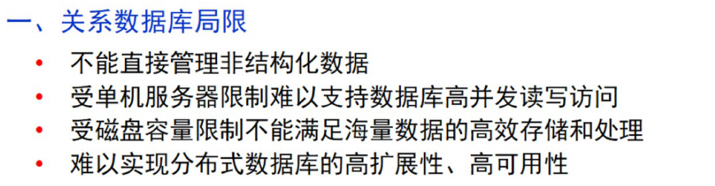 一、关系数据库局限
• 不能直接管理非结构化数据
• 受单机服务器限制难以支持数据库高并发读写访问
• 受磁盘容量限制不能满足海量数据的高效存储和处理
• 难以实现分布式数据库的高扩展性、高可用性